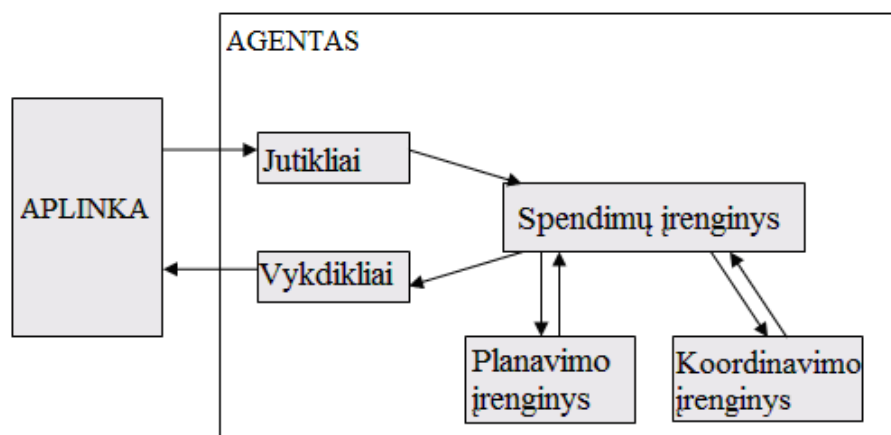 AGENTAS
Jutikliai
APLINKA
Spendimų įrenginys
Vykdikliai
Planavimo
įrenginys
Koordinavimo
įrenginys